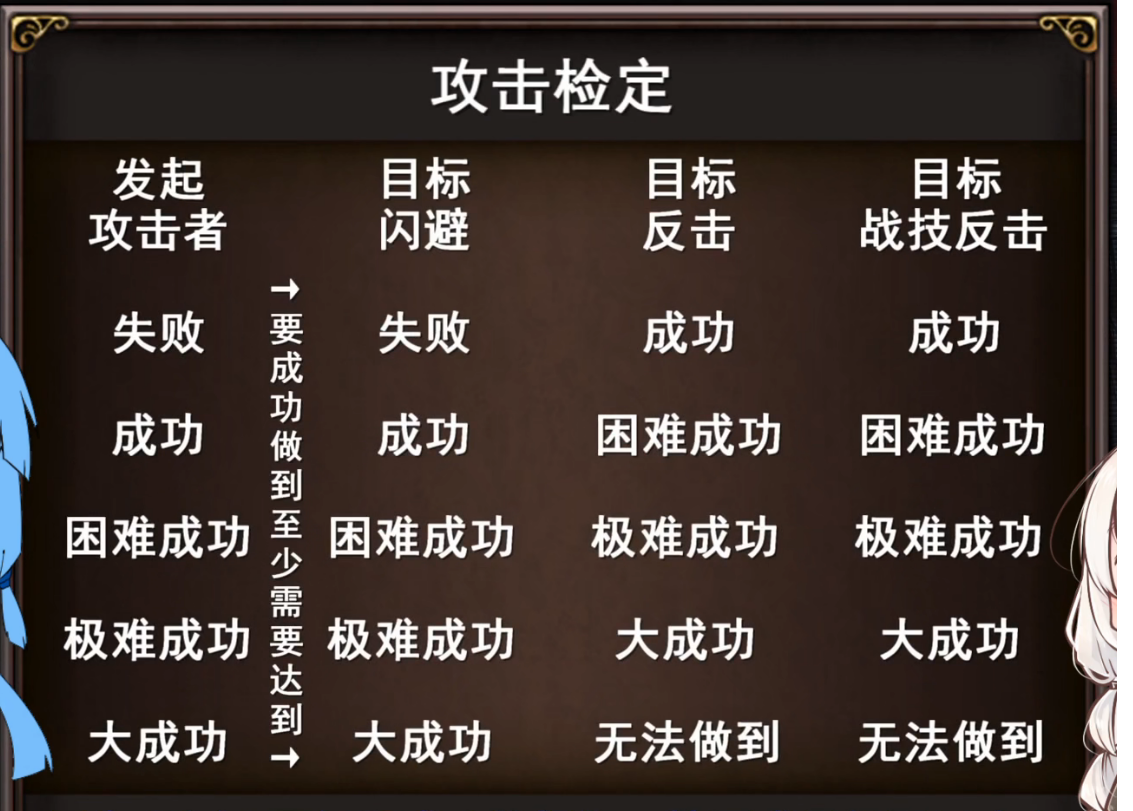 攻击检定
发起 目标 目标 目标
攻击者 闪避 反击 战技反击
→要成功做到至少需要达到→
失败 失败 成功 成功
成功 成功 困难成功 困难成功
困难成功 困难成功 极难成功 极难成功
极难成功 极难成功 大成功 大成功
大成功 大成功 无法做到 无法做到